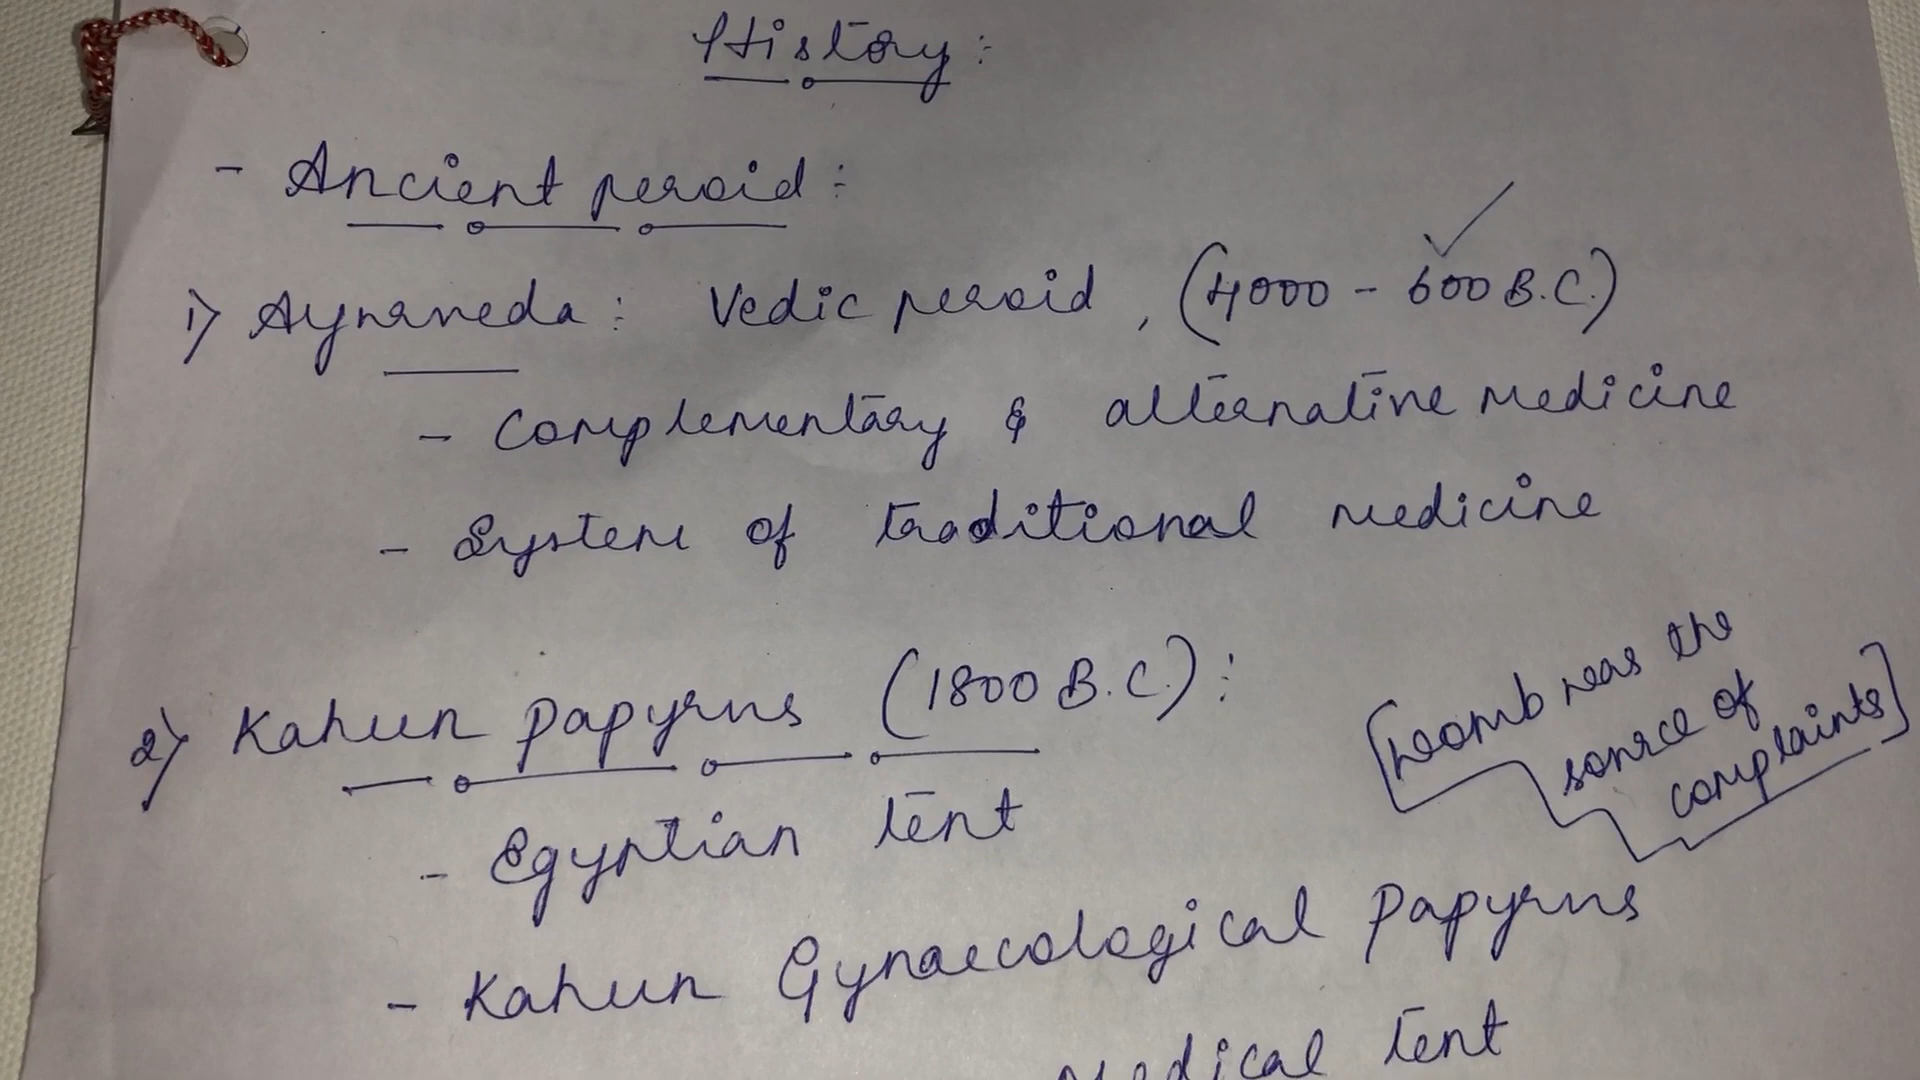 History:
- Ancient peroid:
1) Ayurveda: Vedic peroid, (4000 - 600 B.C.)
- Complementary & alternative medicine
- System of traditional medicine
2) Kahun Papyrus (1800 B.C.):
[womb was the
source of
complaints]
- Egyptian text
- Kahun Gynaecological Papyrus
Medical text